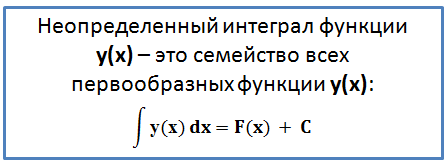 Неопределенный интеграл функции
y(x) – это семейство всех
первообразных функции y(x):
∫ y(x) dx = F(x) + C